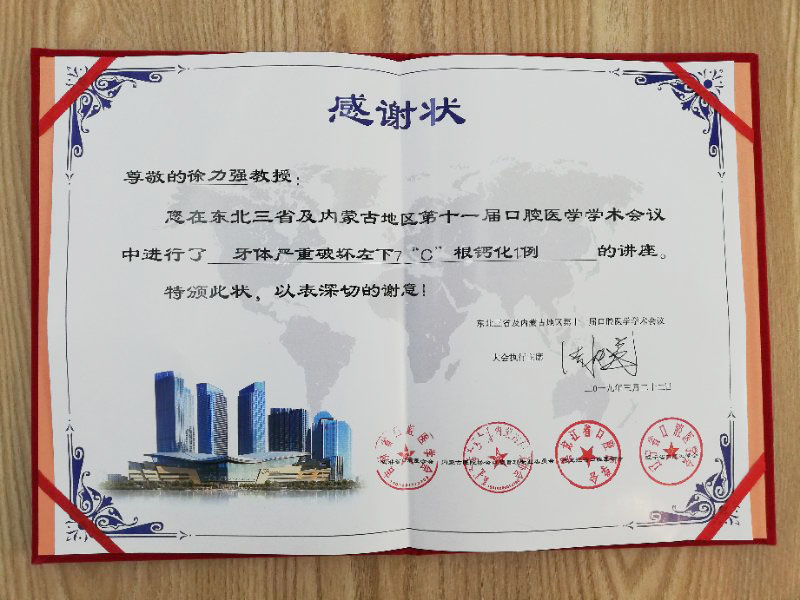 感谢状
尊敬的徐力强教授：
您在东北三省及内蒙古地区第十一届口腔医学学术会议
中进行了 牙体严重破坏左下7“C”根钙化1例 的讲座。
特颁此状，以表深切的谢意！
东北三省及内蒙古地区第十一届口腔医学学术会议
大会执行主席
二〇一九年三月二十二日